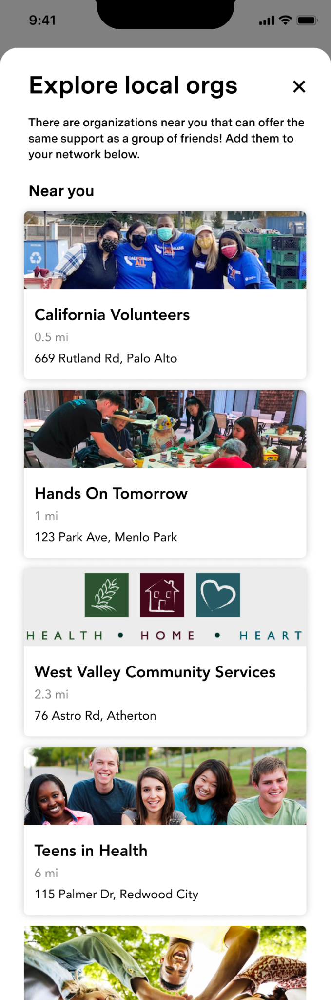 9:41
Explore local orgs
There are organizations near you that can offer the
same support as a group of friends! Add them to
your network below.
Near you
CALIFORNIANS
ALL
California Volunteers
0.5 mi
669 Rutland Rd, Palo Alto
Hands On Tomorrow
1 mi
123 Park Ave, Menlo Park
HEALTH • HOME • HEART
West Valley Community Services
2.3 mi
76 Astro Rd, Atherton
Teens in Health
6 mi
115 Palmer Dr, Redwood City